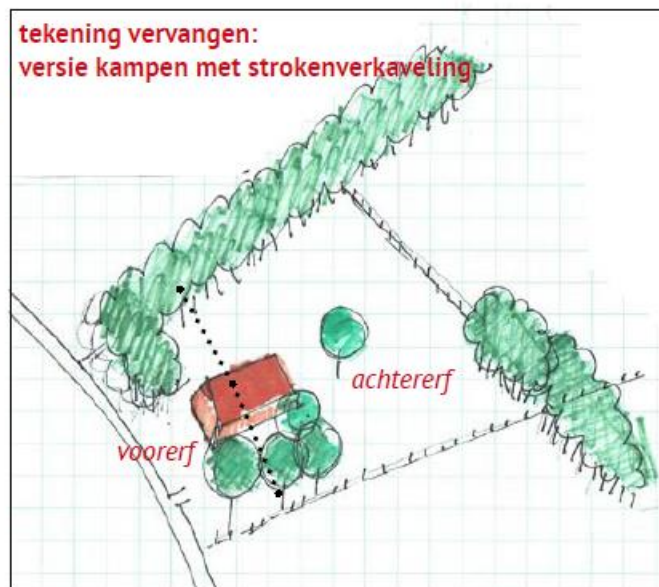 tekening vervangen:
versie kampen met strokenverkaveling
achtererf
voorerf